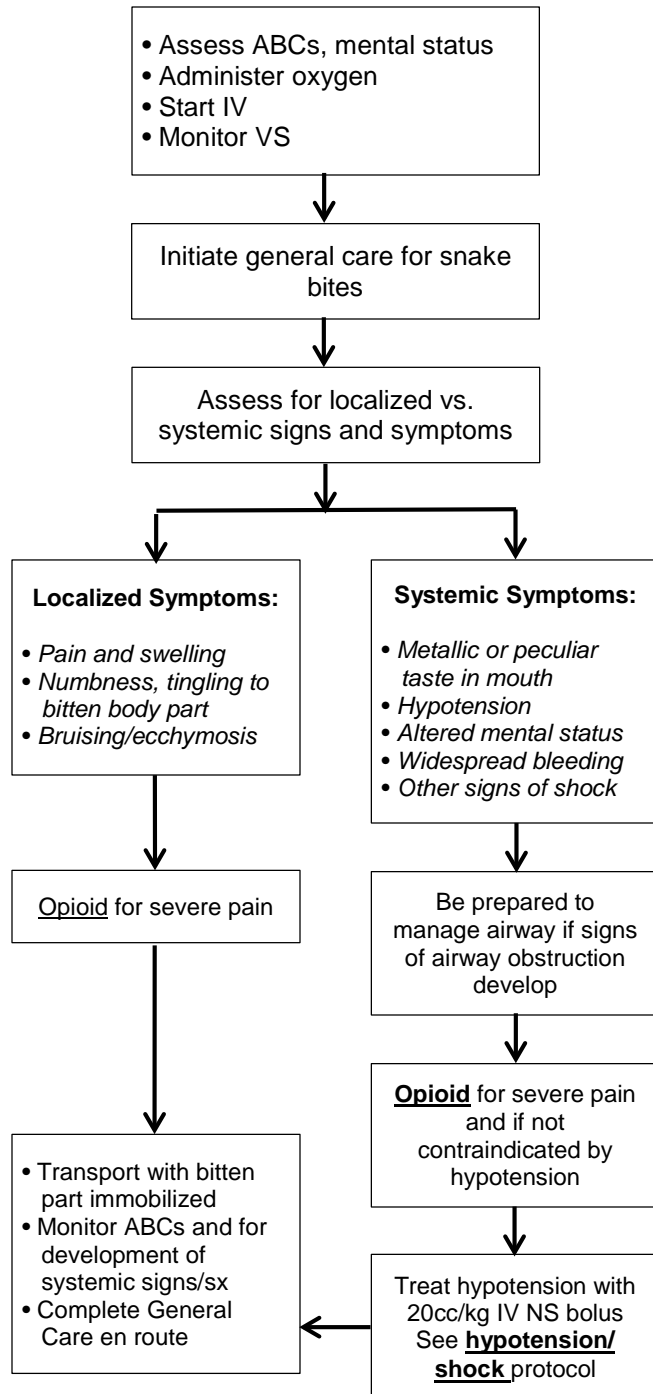 • Assess ABCs, mental status
• Administer oxygen
• Start IV
• Monitor VS
Initiate general care for snake
bites
Assess for localized vs.
systemic signs and symptoms
Localized Symptoms:
• Pain and swelling
• Numbness, tingling to
bitten body part
• Bruising/ecchymosis
Opioid for severe pain
• Transport with bitten
part immobilized
• Monitor ABCs and for
development of
systemic signs/sx
• Complete General
Care en route
Systemic Symptoms:
• Metallic or peculiar
taste in mouth
• Hypotension
• Altered mental status
• Widespread bleeding
• Other signs of shock
Be prepared to
manage airway if signs
of airway obstruction
develop
Opioid for severe pain
and if not
contraindicated by
hypotension
Treat hypotension with
20cc/kg IV NS bolus
See hypotension/
shock protocol